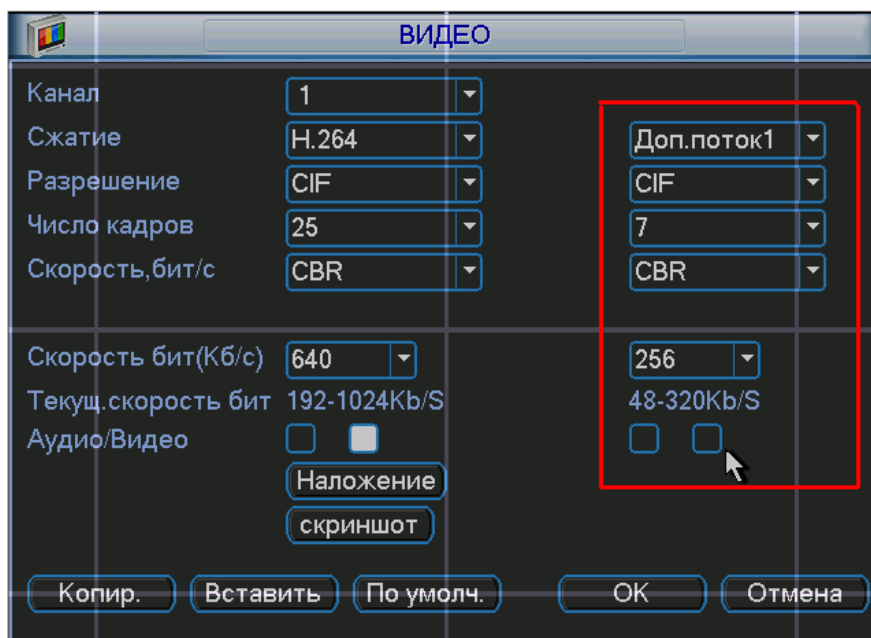 ВИДЕО
Канал 1
Сжатие H.264 Доп.поток1
Разрешение CIF CIF
Число кадров 25 7
Скорость,бит/с CBR CBR
Скорость бит(Кб/с) 640 256
Текущ.скорость бит 192-1024Kb/S 48-320Kb/S
Аудио/Видео
Наложение
скриншот
Копир. Вставить По умолч. OK Отмена